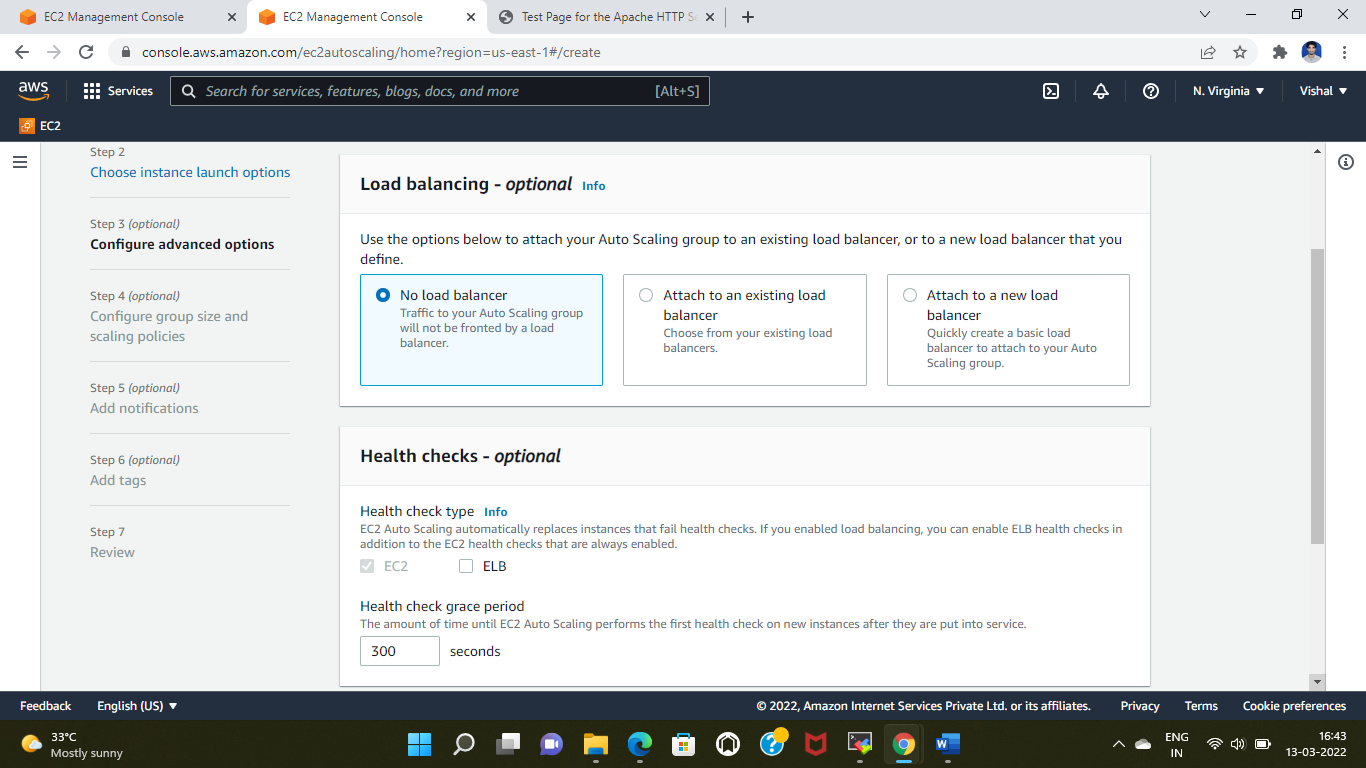 EC2 Management Console
EC2 Management Console
Test Page for the Apache HTTP S
console.aws.amazon.com/ec2autoscaling/home?region=us-east-1#/create
aws
Services
Search for services, features, blogs, docs, and more
[Alt+S]
N. Virginia
Vishal
EC2
Step 2
Choose instance launch options
Step 3 (optional)
Configure advanced options
Step 4 (optional)
Configure group size and
scaling policies
Step 5 (optional)
Add notifications
Step 6 (optional)
Add tags
Step 7
Review
Load balancing - optional Info
Use the options below to attach your Auto Scaling group to an existing load balancer, or to a new load balancer that you
define.
No load balancer
Traffic to your Auto Scaling group
will not be fronted by a load
balancer.
Attach to an existing load
balancer
Choose from your existing load
balancers.
Attach to a new load
balancer
Quickly create a basic load
balancer to attach to your Auto
Scaling group.
Health checks - optional
Health check type Info
EC2 Auto Scaling automatically replaces instances that fail health checks. If you enabled load balancing, you can enable ELB health checks in
addition to the EC2 health checks that are always enabled.
EC2
ELB
Health check grace period
The amount of time until EC2 Auto Scaling performs the first health check on new instances after they are put into service.
300 seconds
Feedback
English (US)
© 2022, Amazon Internet Services Private Ltd. or its affiliates.
Privacy
Terms
Cookie preferences
33°C
Mostly sunny
ENG
IN
16:43
13-03-2022